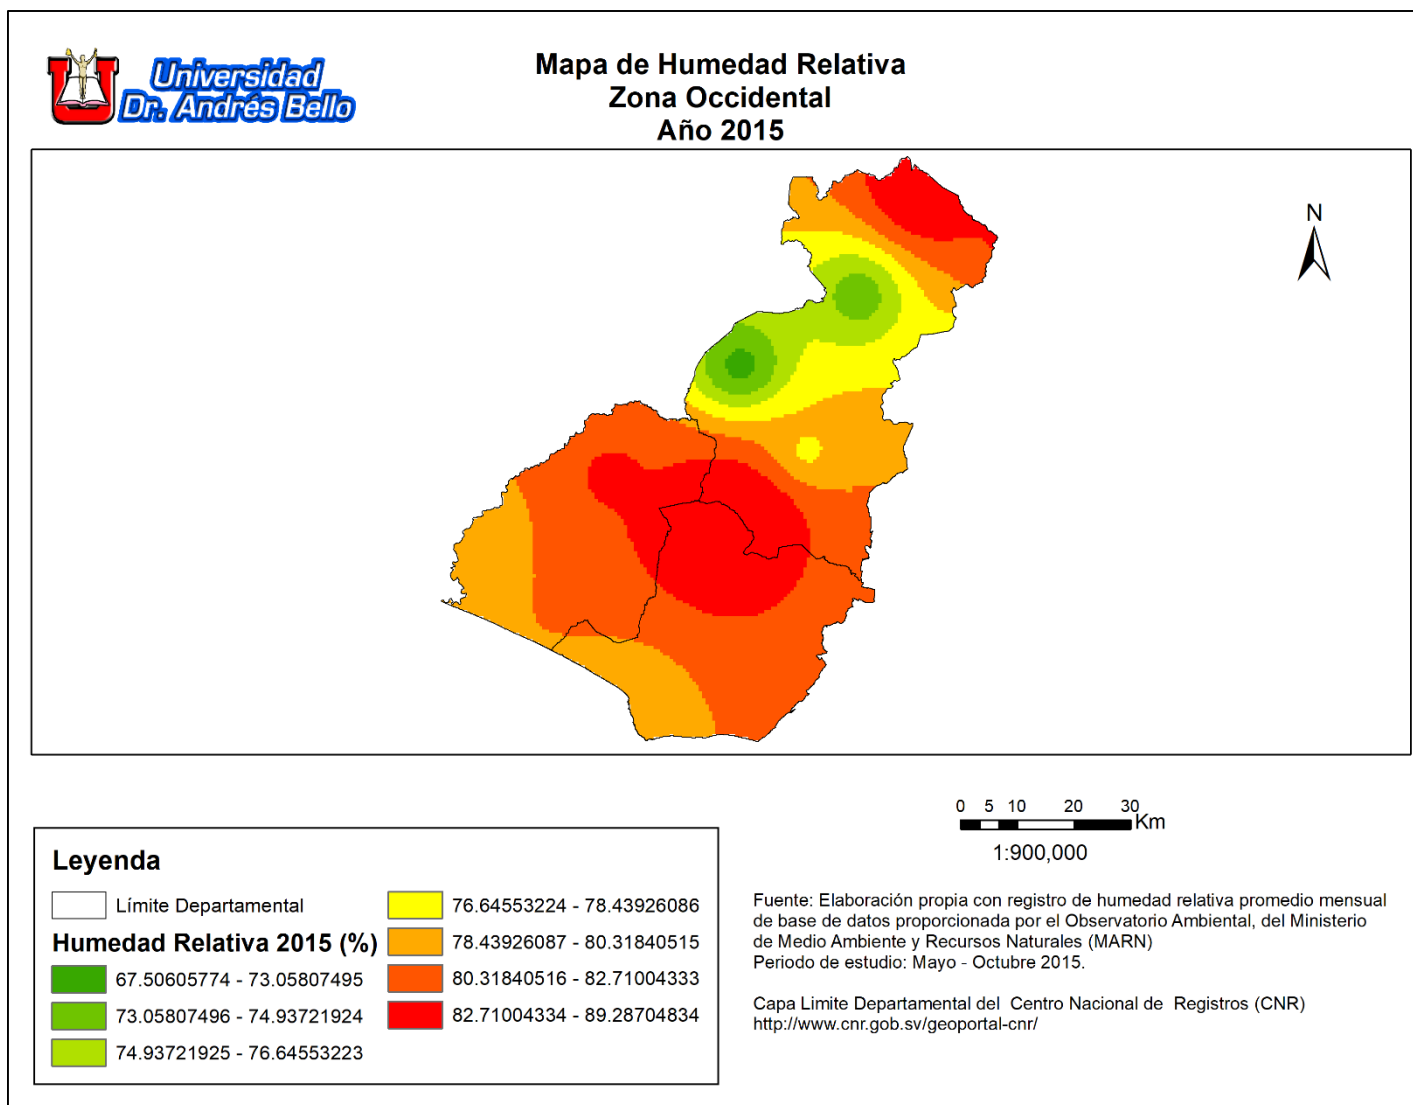 Universidad
Dr. Andrés Bello
Mapa de Humedad Relativa
Zona Occidental
Año 2015
N
0 5 10 20 30
Km
1:900,000
Leyenda
Límite Departamental
Humedad Relativa 2015 (%)
67.50605774 - 73.05807495
73.05807496 - 74.93721924
74.93721925 - 76.64553223
76.64553224 - 78.43926086
78.43926087 - 80.31840515
80.31840516 - 82.71004333
82.71004334 - 89.28704834
Fuente: Elaboración propia con registro de humedad relativa promedio mensual
de base de datos proporcionada por el Observatorio Ambiental, del Ministerio
de Medio Ambiente y Recursos Naturales (MARN)
Periodo de estudio: Mayo - Octubre 2015.
Capa Limite Departamental del Centro Nacional de Registros (CNR)
http://www.cnr.gob.sv/geoportal-cnr/